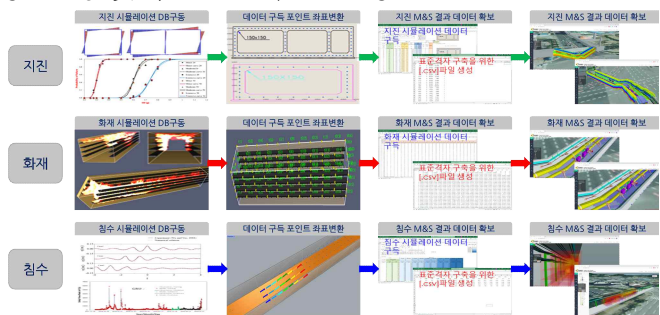 지진 시뮬레이션 DB구동
데이터 구득 포인트 좌표변환
지진 M&S 결과 데이터 확보
지진 M&S 결과 데이터 확보
지진
150x150
지진 시뮬레이션 데이터
구득
표준격자 구축을 위한
[.csv]파일 생성
화재 시뮬레이션 DB구동
데이터 구득 포인트 좌표변환
화재 M&S 결과 데이터 확보
화재 M&S 결과 데이터 확보
화재
화재 시뮬레이션 데이터
구득
표준격자 구축을 위한
[.csv]파일 생성
침수 시뮬레이션 DB구동
데이터 구득 포인트 좌표변환
침수 M&S 결과 데이터 확보
침수 M&S 결과 데이터 확보
침수
침수 시뮬레이션 데이터
구득
표준격자 구축을 위한
[.csv]파일 생성